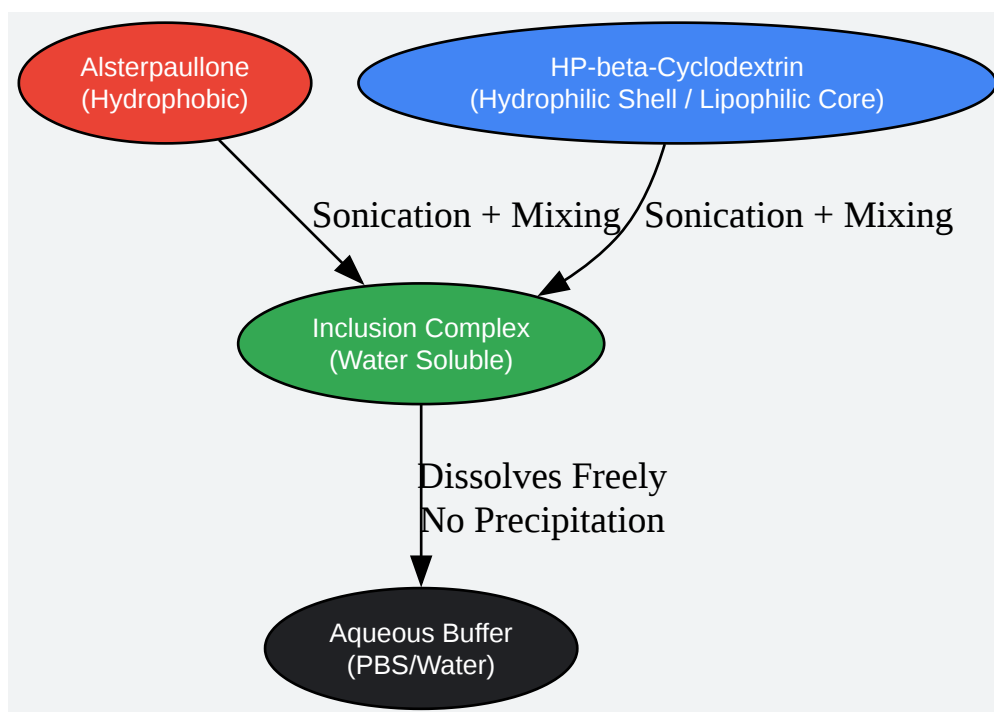 Alsterpaullone
(Hydrophobic)
HP-beta-Cyclodextrin
(Hydrophilic Shell / Lipophilic Core)
Sonication + Mixing
Sonication + Mixing
Inclusion Complex
(Water Soluble)
Dissolves Freely
No Precipitation
Aqueous Buffer
(PBS/Water)